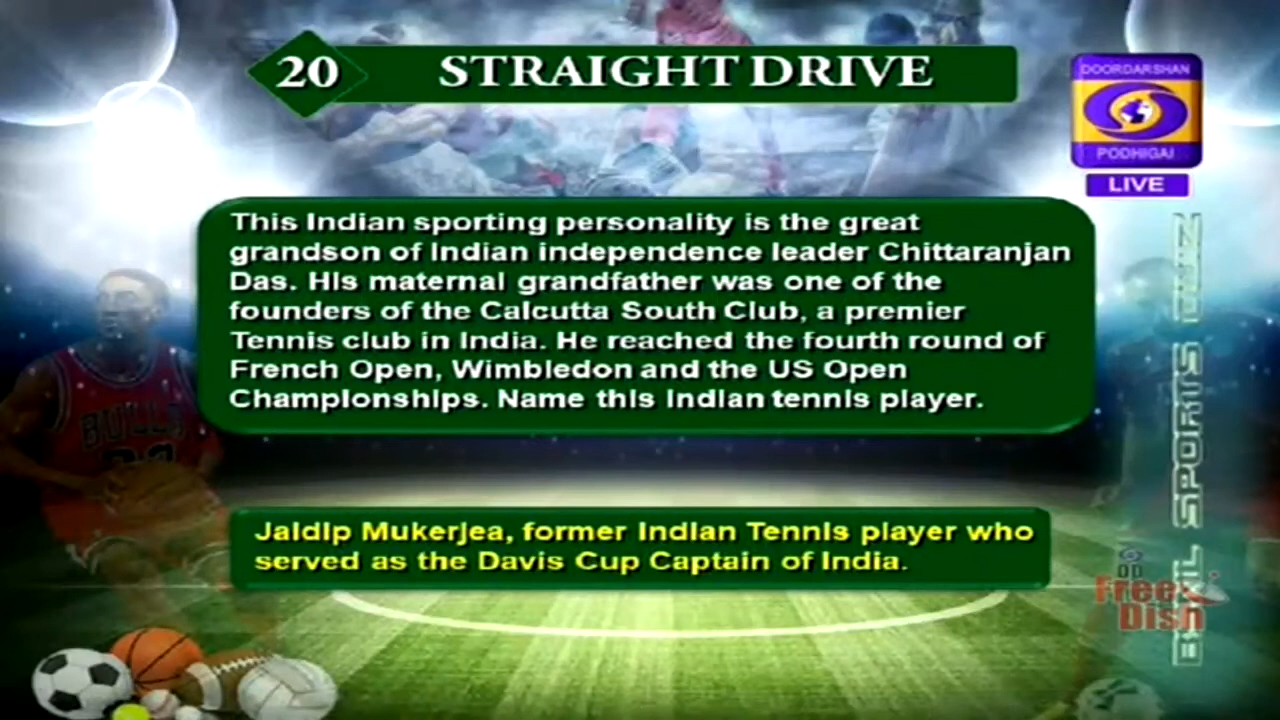 20 STRAIGHT DRIVE
DOORDARSHAN
PODHIGAI
LIVE
This Indian sporting personality is the great
grandson of Indian independence leader Chittaranjan
Das. His maternal grandfather was one of the
founders of the Calcutta South Club, a premier
Tennis club in India. He reached the fourth round of
French Open, Wimbledon and the US Open
Championships. Name this Indian tennis player.
BULLS
Jaidip Mukerjea, former Indian Tennis player who
served as the Davis Cup Captain of India.
SPORTS QUIZ
DD
Free
Dish